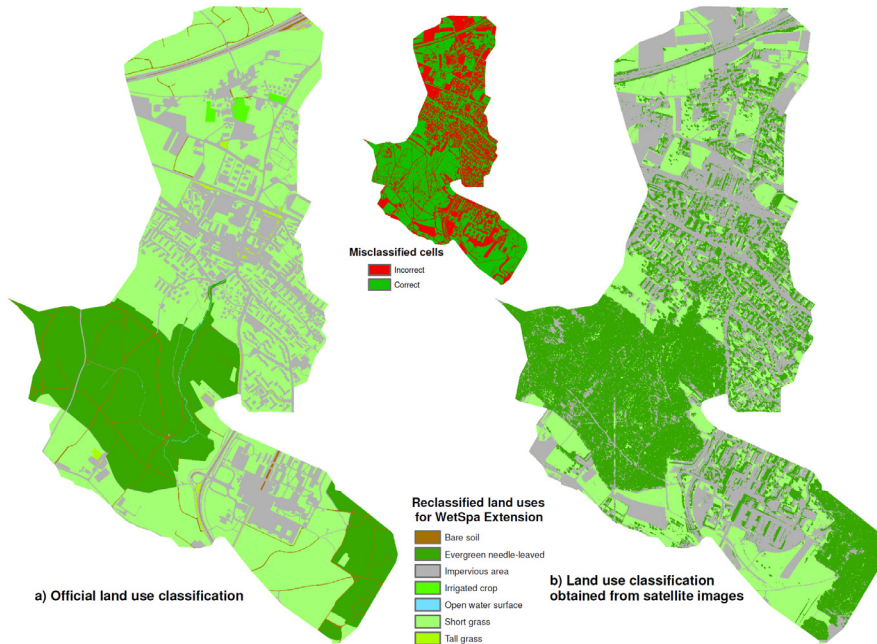 Misclassified cells
Incorrect
Correct
Reclassified land uses
for WetSpa Extension
Bare soil
Evergreen needle-leaved
Impervious area
Irrigated crop
Open water surface
Short grass
Tall grass
a) Official land use classification
b) Land use classification
obtained from satellite images